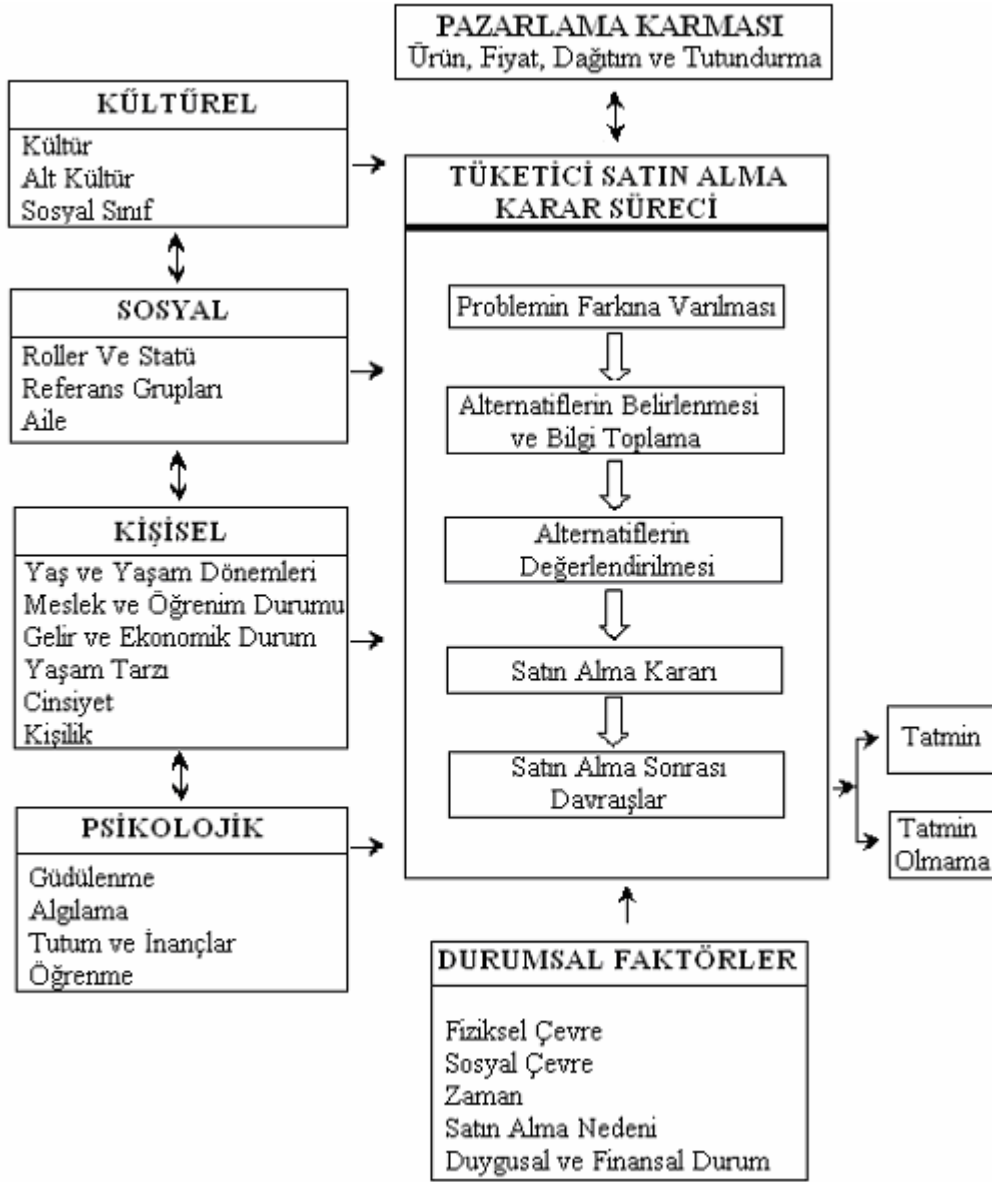 PAZARLAMA KARMASI
Ürün, Fiyat, Dağıtım ve Tutundurma
KŰLTŰREL
Kültür
Alt Kültür
Sosyal Sınıf
SOSYAL
Roller Ve Statü
Referans Grupları
Aile
KİŞİSEL
Yaş ve Yaşam Dönemleri
Meslek ve Öğrenim Durumu
Gelir ve Ekonomik Durum
Yaşam Tarzı
Cinsiyet
Kişilik
PSİKOLOJİK
Güdülenme
Algılama
Tutum ve İnançlar
Öğrenme
TÜKETİCİ SATIN ALMA
KARAR SÜRECİ
Problemin Farkına Varılması
Alternatiflerin Belirlenmesi
ve Bilgi Toplama
Alternatiflerin
Değerlendirilmesi
Satın Alma Kararı
Satın Alma Sonrası
Davraışlar
Tatmin
Tatmin
Olmama
DURUMSAL FAKTÖRLER
Fiziksel Çevre
Sosyal Çevre
Zaman
Satın Alma Nedeni
Duygusal ve Finansal Durum